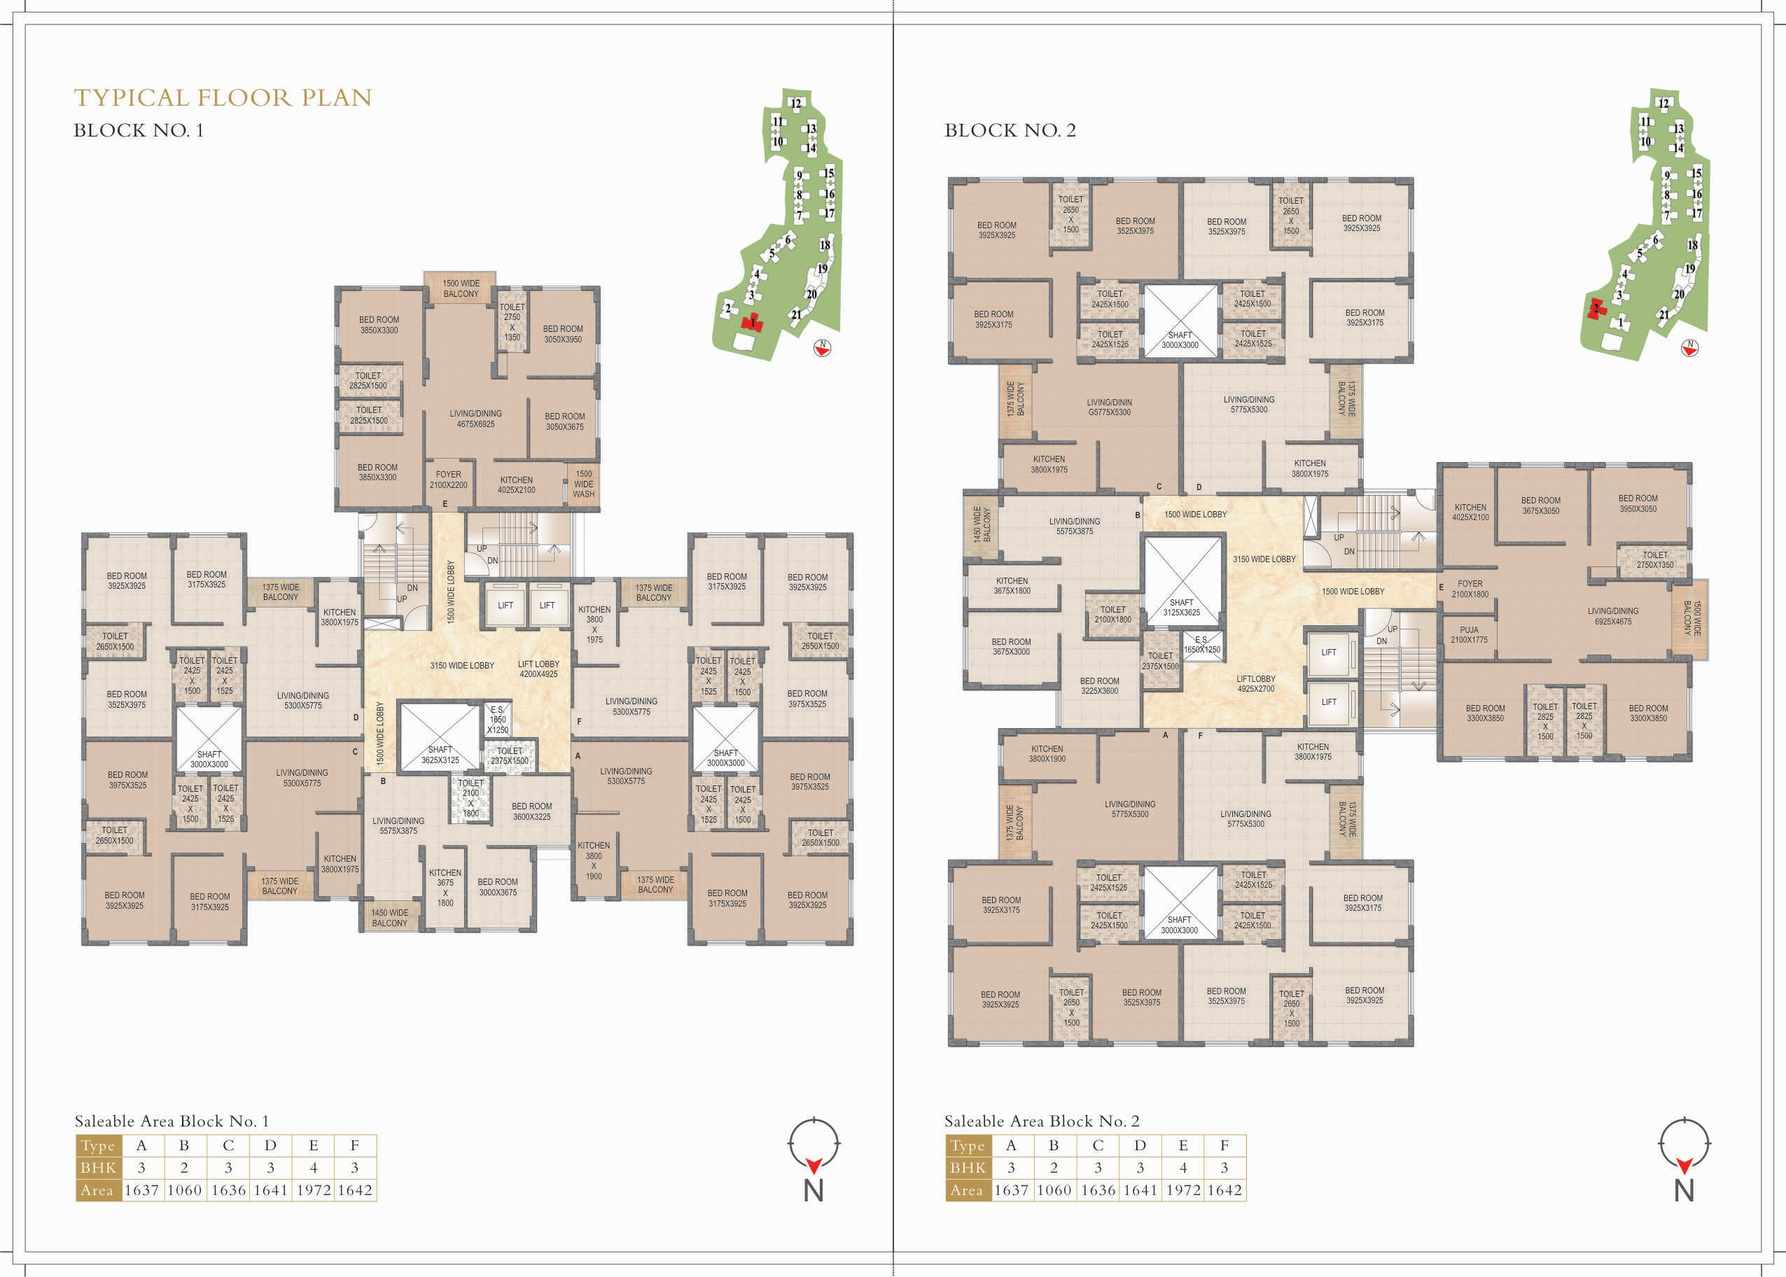 TYPICAL FLOOR PLAN
BLOCK NO. 1
12
11
13
10
14
9
15
8
16
7
17
6
18
5
4
19
3
20
2
1
21
N
1500 WIDE
BALCONY
BED ROOM
3850X3300
TOILET
2750
X
1350
BED ROOM
3050X3950
TOILET
2825X1500
TOILET
2825X1500
LIVING/DINING
4675X6925
BED ROOM
3050X3675
BED ROOM
3850X3300
FOYER
2100X2200
KITCHEN
4025X2100
1500
WIDE
WASH
E
UP
DN
DN
UP
1500 WIDE LOBBY
LIFT
LIFT
BED ROOM
3925X3925
BED ROOM
3175X3925
1375 WIDE
BALCONY
KITCHEN
3800X1975
KITCHEN
3800
X
1975
1375 WIDE
BALCONY
BED ROOM
3175X3925
BED ROOM
3925X3925
TOILET
2650X1500
TOILET
2425
X
1500
TOILET
2425
X
1525
3150 WIDE LOBBY
LIFT LOBBY
4200X4925
TOILET
2425
X
1525
TOILET
2425
X
1500
TOILET
2650X1500
BED ROOM
3525X3975
LIVING/DINING
5300X5775
D
1500 WIDE LOBBY
E.S.
1650
X1250
F
LIVING/DINING
5300X5775
BED ROOM
3975X3525
SHAFT
3000X3000
C
SHAFT
3625X3125
TOILET
2375X1500
A
SHAFT
3000X3000
BED ROOM
3975X3525
LIVING/DINING
5300X5775
B
TOILET
2100
X
1800
LIVING/DINING
5300X5775
BED ROOM
3975X3525
TOILET
2425
X
1500
TOILET
2425
X
1525
LIVING/DINING
5575X3875
BED ROOM
3600X3225
TOILET
2425
X
1525
TOILET
2425
X
1500
TOILET
2650X1500
TOILET
2650X1500
KITCHEN
3800X1975
KITCHEN
3675
X
1800
BED ROOM
3000X3675
KITCHEN
3800
X
1900
BED ROOM
3925X3925
BED ROOM
3175X3925
1375 WIDE
BALCONY
1450 WIDE
BALCONY
1375 WIDE
BALCONY
BED ROOM
3175X3925
BED ROOM
3925X3925
Saleable Area Block No. 1
Type A B C D E F
BHK 3 2 3 3 4 3
Area 1637 1060 1636 1641 1972 1642
N
BLOCK NO. 2
12
11
13
10
14
9
15
8
16
7
17
6
18
5
4
19
3
20
2
1
21
N
BED ROOM
3925X3925
TOILET
2650
X
1500
BED ROOM
3525X3975
BED ROOM
3525X3975
TOILET
2650
X
1500
BED ROOM
3925X3925
BED ROOM
3925X3175
TOILET
2425X1500
TOILET
2425X1525
SHAFT
3000X3000
TOILET
2425X1500
TOILET
2425X1525
BED ROOM
3925X3175
1375 WIDE
BALCONY
LIVING/DININ
G5775X5300
LIVING/DINING
5775X5300
1375 WIDE
BALCONY
KITCHEN
3800X1975
KITCHEN
3800X1975
C
D
1450 WIDE
BALCONY
LIVING/DINING
5575X3875
B
1500 WIDE LOBBY
UP
DN
KITCHEN
4025X2100
BED ROOM
3675X3050
BED ROOM
3950X3050
3150 WIDE LOBBY
TOILET
2750X1350
KITCHEN
3675X1800
SHAFT
3125X3625
1500 WIDE LOBBY
E
FOYER
2100X1800
TOILET
2100X1800
LIVING/DINING
6925X4675
1500 WIDE
BALCONY
UP
DN
PUJA
2100X1775
BED ROOM
3675X3000
TOILET
2375X1500
E.S.
1650X1250
LIFT
BED ROOM
3225X3600
LIFTLOBBY
4925X2700
LIFT
BED ROOM
3300X3850
TOILET
2825
X
1500
TOILET
2825
X
1500
BED ROOM
3300X3850
A
F
KITCHEN
3800X1900
KITCHEN
3800X1975
1375 WIDE
BALCONY
LIVING/DINING
5775X5300
LIVING/DINING
5775X5300
1375 WIDE
BALCONY
BED ROOM
3925X3175
TOILET
2425X1525
TOILET
2425X1500
SHAFT
3000X3000
TOILET
2425X1525
TOILET
2425X1500
BED ROOM
3925X3175
BED ROOM
3925X3925
TOILET
2650
X
1500
BED ROOM
3525X3975
BED ROOM
3525X3975
TOILET
2650
X
1500
BED ROOM
3925X3925
Saleable Area Block No. 2
Type A B C D E F
BHK 3 2 3 3 4 3
Area 1637 1060 1636 1641 1972 1642
N